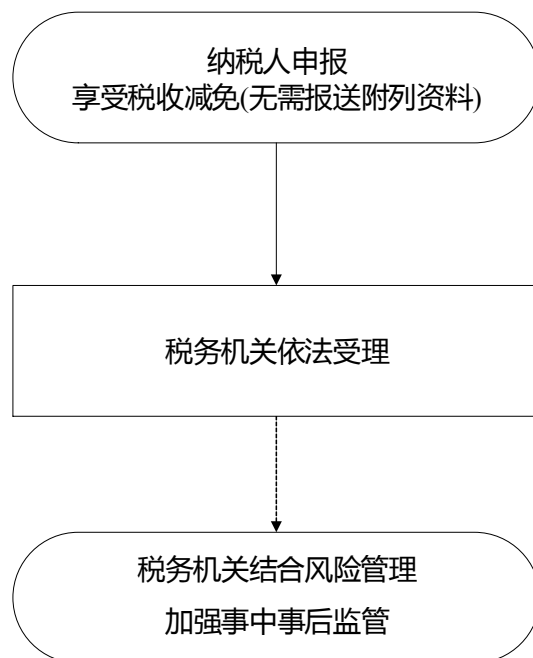 纳税人申报
享受税收减免(无需报送附列资料)
税务机关依法受理
税务机关结合风险管理
加强事中事后监管